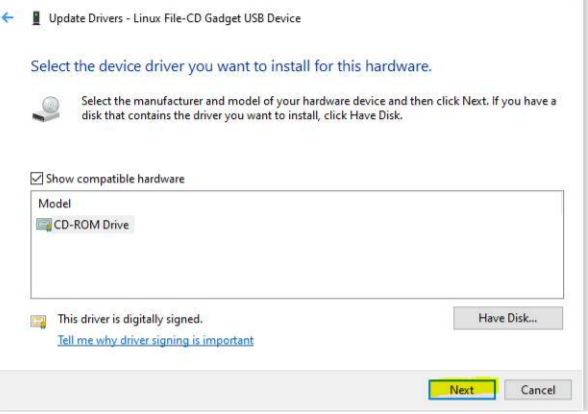 Update Drivers - Linux File-CD Gadget USB Device
Select the device driver you want to install for this hardware.
Select the manufacturer and model of your hardware device and then click Next. If you have a
disk that contains the driver you want to install, click Have Disk.
Show compatible hardware
Model
CD-ROM Drive
This driver is digitally signed.
Have Disk...
Tell me why driver signing is important
Next
Cancel